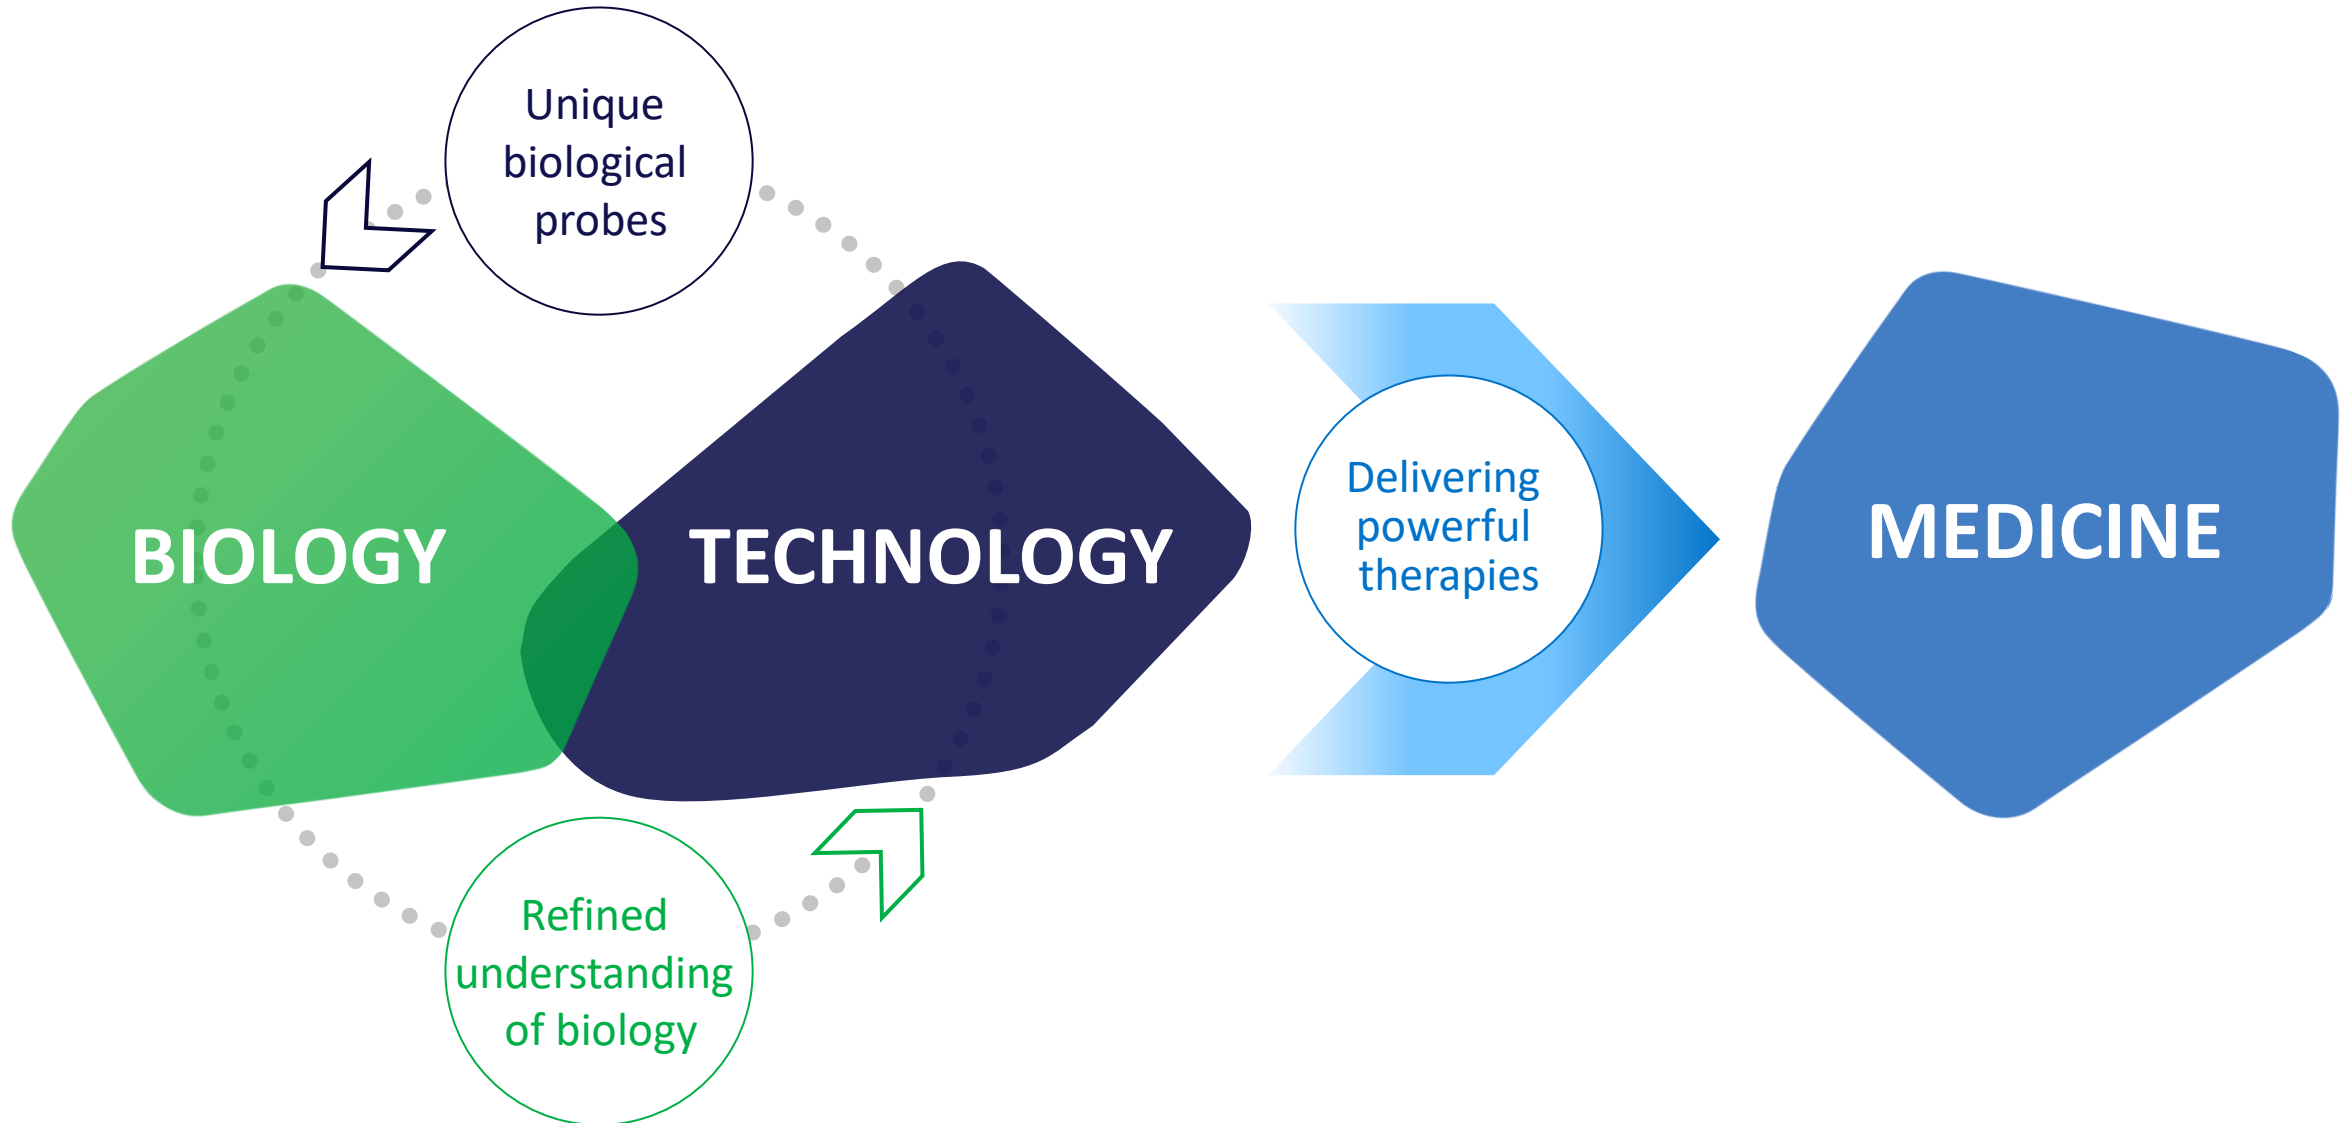 Unique
biological
probes
BIOLOGY
TECHNOLOGY
Delivering
powerful
therapies
MEDICINE
Refined
understanding
of biology